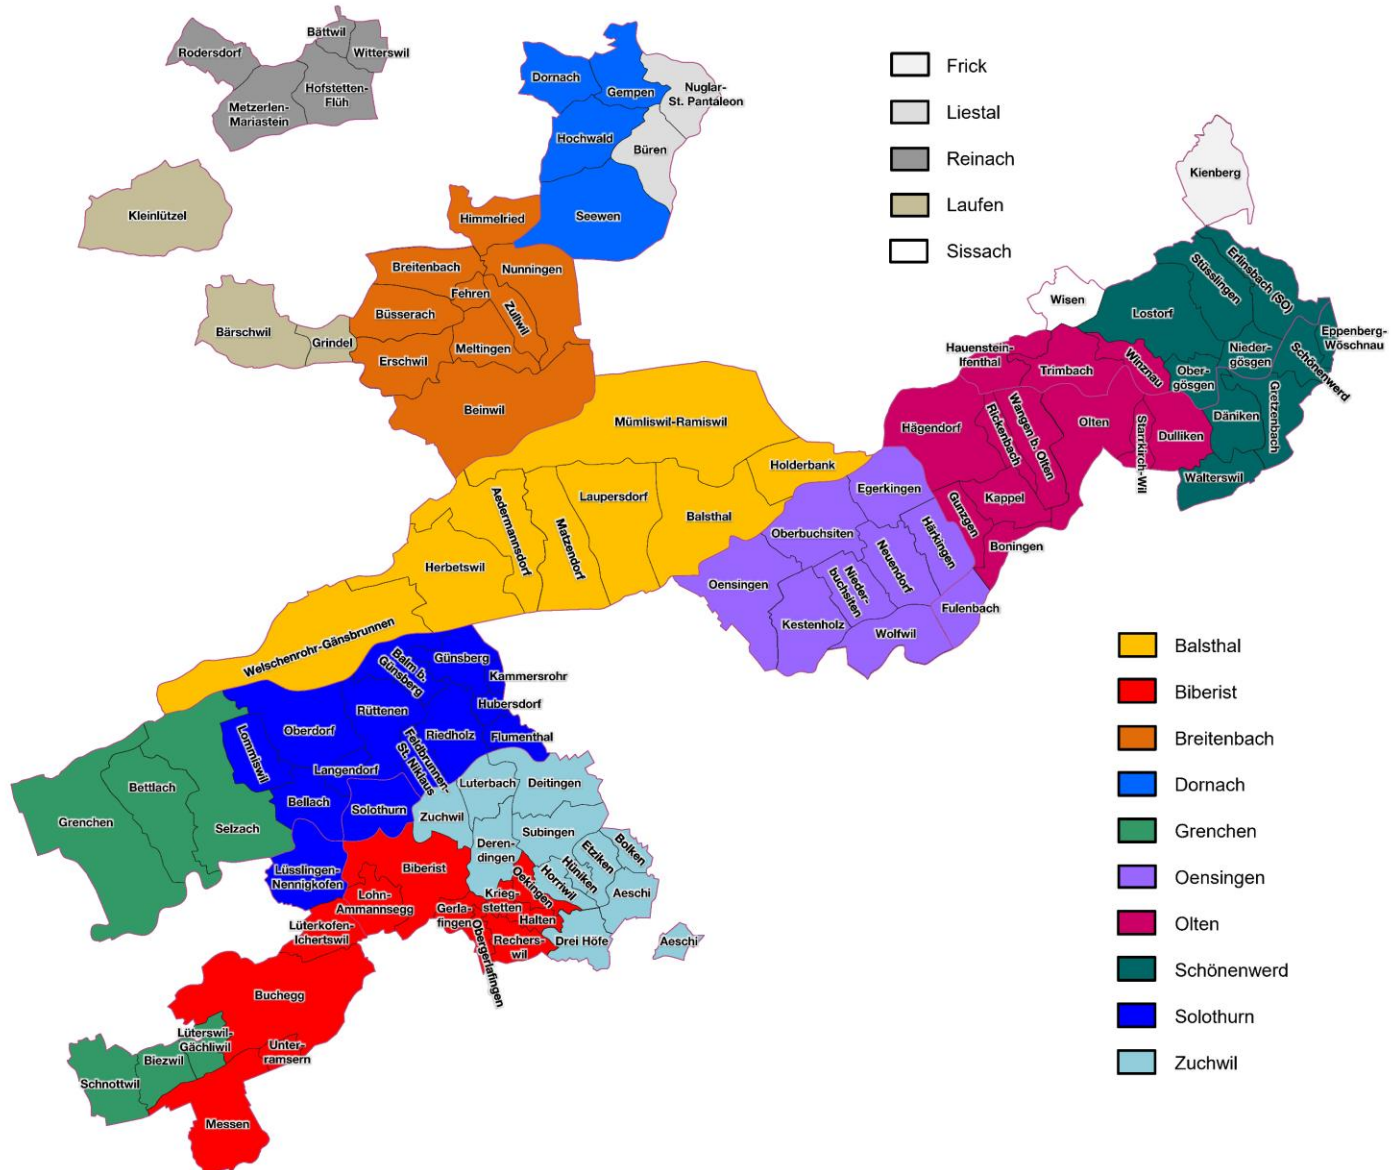 Bättwil
Rodersdorf
Witterswil
Hofstetten-
Flüh
Metzerlen-
Mariastein
Dornach
Gempen
Nuglar-
St. Pantaleon
Hochwald
Büren
Seewen
Frick
Liestal
Reinach
Laufen
Sissach
Kienberg
Kleinlützel
Himmelried
Breitenbach
Nunningen
Fehren
Zullwil
Büsserach
Meltingen
Erschwil
Beinwil
Bärschwil
Grindel
Wisen
Stüsslingen
Erlinsbach (SO)
Lostorf
Eppenberg-
Wöschnau
Schönenwerd
Nieder-
gösgen
Ober-
gösgen
Gretzenbach
Däniken
Walterswil
Hauenstein-
Ifenthal
Trimbach
Winznau
Hägendorf
Rickenbach
Wangen b. Olten
Olten
Starrkirch-Wil
Dulliken
Kappel
Gunzgen
Boningen
Mümliswil-Ramiswil
Holderbank
Laupersdorf
Balsthal
Aedermannsdorf
Matzendorf
Herbetswil
Welschenrohr-Gänsbrunnen
Egerkingen
Oberbuchsiten
Härkingen
Neuendorf
Nieder-
buchsiten
Oensingen
Kestenholz
Wolfwil
Fulenbach
Balm b.
Günsberg
Günsberg
Kammersrohr
Hubersdorf
Flumenthal
Rüttenen
Riedholz
Oberdorf
Lommiswil
Langendorf
Feldbrunnen-
St. Niklaus
Bellach
Solothurn
Lüsslingen-
Nennigkofen
Bettlach
Grenchen
Selzach
Luterbach
Deitingen
Zuchwil
Subingen
Deren-
dingen
Bolken
Etziken
Hüniken
Horriwil
Aeschi
Drei Höfe
Aeschi
Biberist
Lohn-
Ammannsegg
Oekingen
Krieg-
stetten
Halten
Gerla-
fingen
Obergerlafingen
Rechers-
wil
Lüterkofen-
Ichertswil
Buchegg
Lüterswil-
Gächliwil
Unter-
ramsern
Biezwil
Schnottwil
Messen
Balsthal
Biberist
Breitenbach
Dornach
Grenchen
Oensingen
Olten
Schönenwerd
Solothurn
Zuchwil